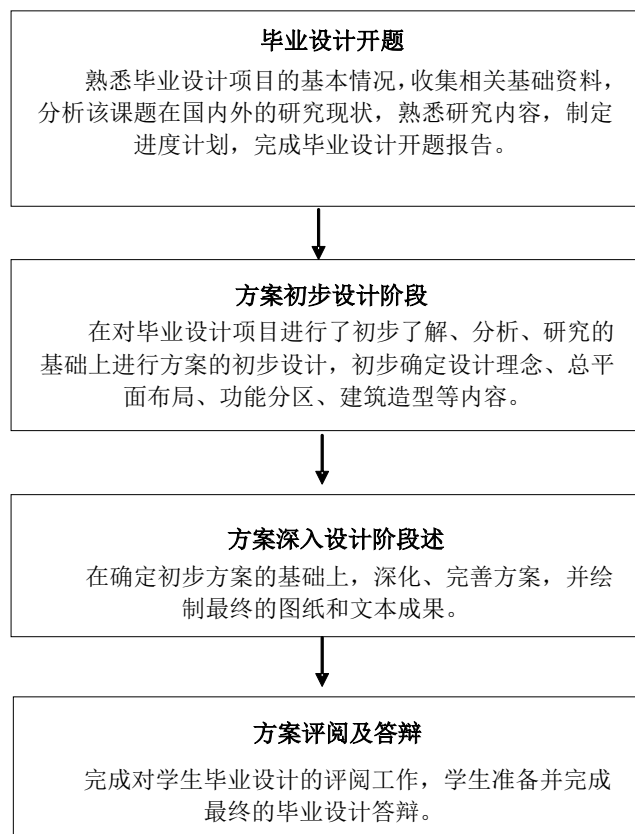 毕业设计开题
熟悉毕业设计项目的基本情况，收集相关基础资料，
分析该课题在国内外的研究现状，熟悉研究内容，制定
进度计划，完成毕业设计开题报告。
方案初步设计阶段
在对毕业设计项目进行了初步了解、分析、研究的
基础上进行方案的初步设计，初步确定设计理念、总平
面布局、功能分区、建筑造型等内容。
方案深入设计阶段述
在确定初步方案的基础上，深化、完善方案，并绘
制最终的图纸和文本成果。
方案评阅及答辩
完成对学生毕业设计的评阅工作，学生准备并完成
最终的毕业设计答辩。